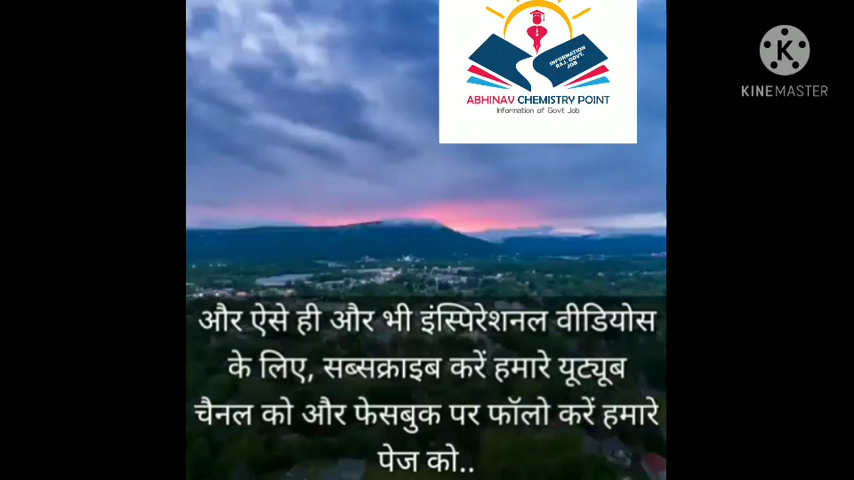 INFORMATION
RAJ. GOVT.
JOB
ABHINAV CHEMISTRY POINT
Information of Govt Job
K
KINEMASTER
और ऐसे ही और भी इंस्पिरेशनल वीडियोस
के लिए, सब्सक्राइब करें हमारे यूट्यूब
चैनल को और फेसबुक पर फॉलो करें हमारे
पेज को..